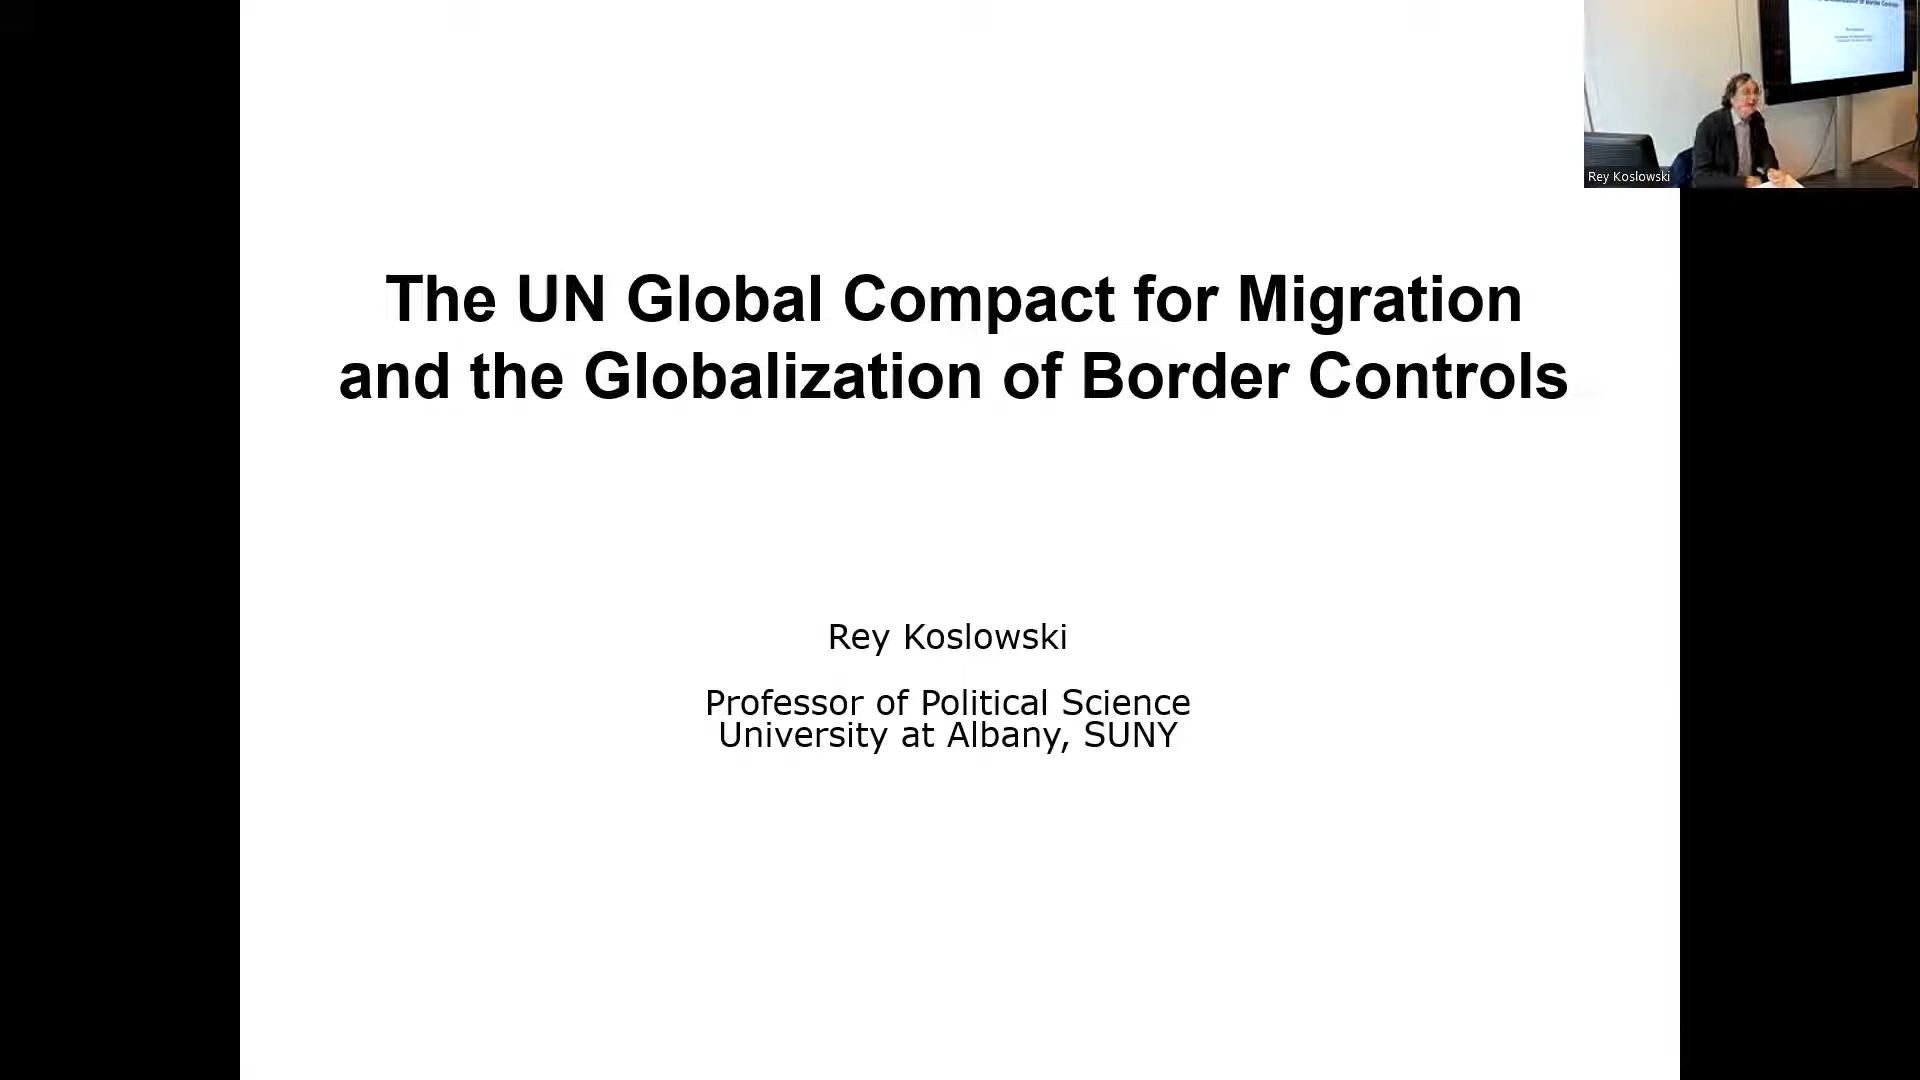 The UN Global Compact for Migration
and the Globalization of Border Controls
Rey Koslowski
Professor of Political Science
University at Albany, SUNY
Rey Koslowski